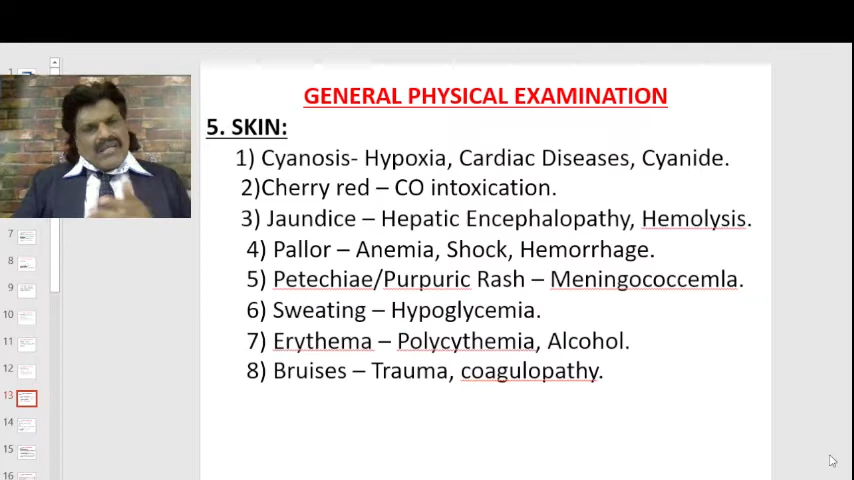 GENERAL PHYSICAL EXAMINATION
5. SKIN:
1) Cyanosis- Hypoxia, Cardiac Diseases, Cyanide.
2)Cherry red – CO intoxication.
3) Jaundice – Hepatic Encephalopathy, Hemolysis.
4) Pallor – Anemia, Shock, Hemorrhage.
5) Petechiae/Purpuric Rash – Meningococcemla.
6) Sweating – Hypoglycemia.
7) Erythema – Polycythemia, Alcohol.
8) Bruises – Trauma, coagulopathy.
7
8
9
10
11
12
13
14
15
16